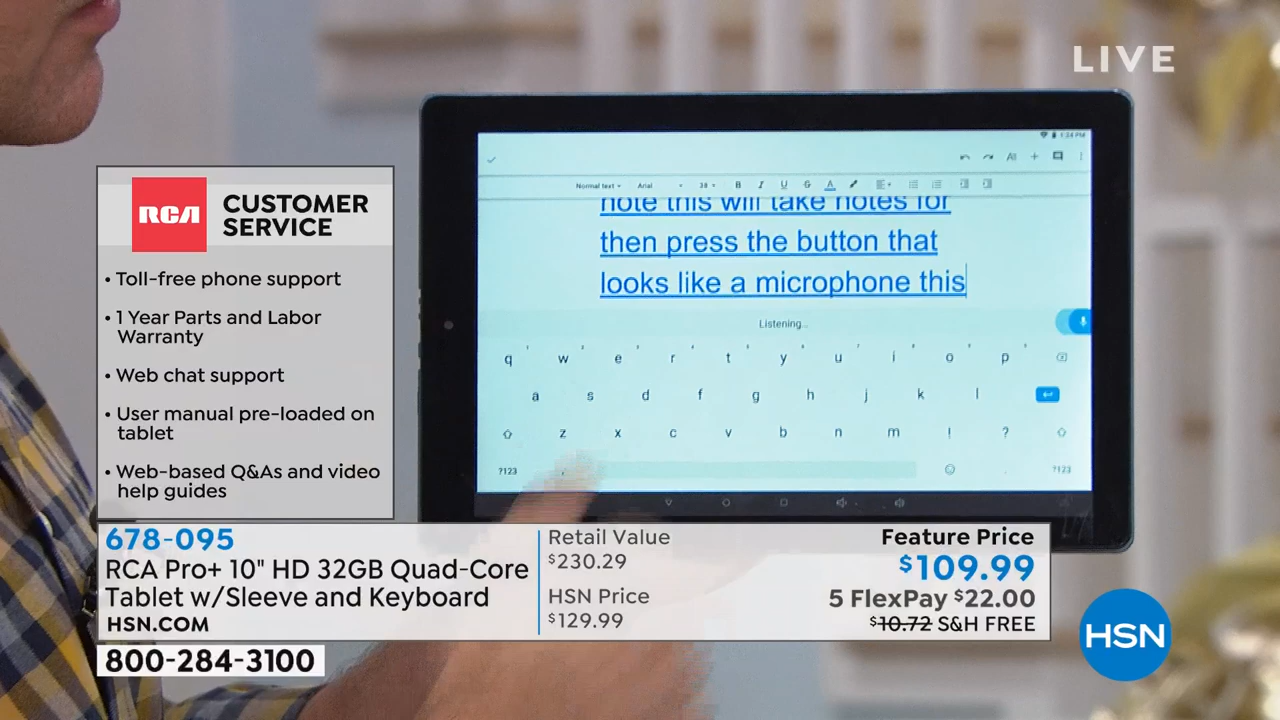 LIVE
RCA
CUSTOMER
SERVICE
• Toll-free phone support
• 1 Year Parts and Labor
Warranty
• Web chat support
• User manual pre-loaded on
tablet
• Web-based Q&As and video
help guides
1:34 PM
Normal text
Arial
38
B I U S A
note this will take notes for
then press the button that
looks like a microphone this
Listening...
q w e r t y u i o p
a s d f g h j k l
z x c v b n m ! ?
?123 , . ?123
678-095
RCA Pro+ 10" HD 32GB Quad-Core
Tablet w/Sleeve and Keyboard
HSN.COM
Retail Value
$230.29
HSN Price
$129.99
Feature Price
$109.99
5 FlexPay $22.00
$10.72 S&H FREE
800-284-3100
HSN